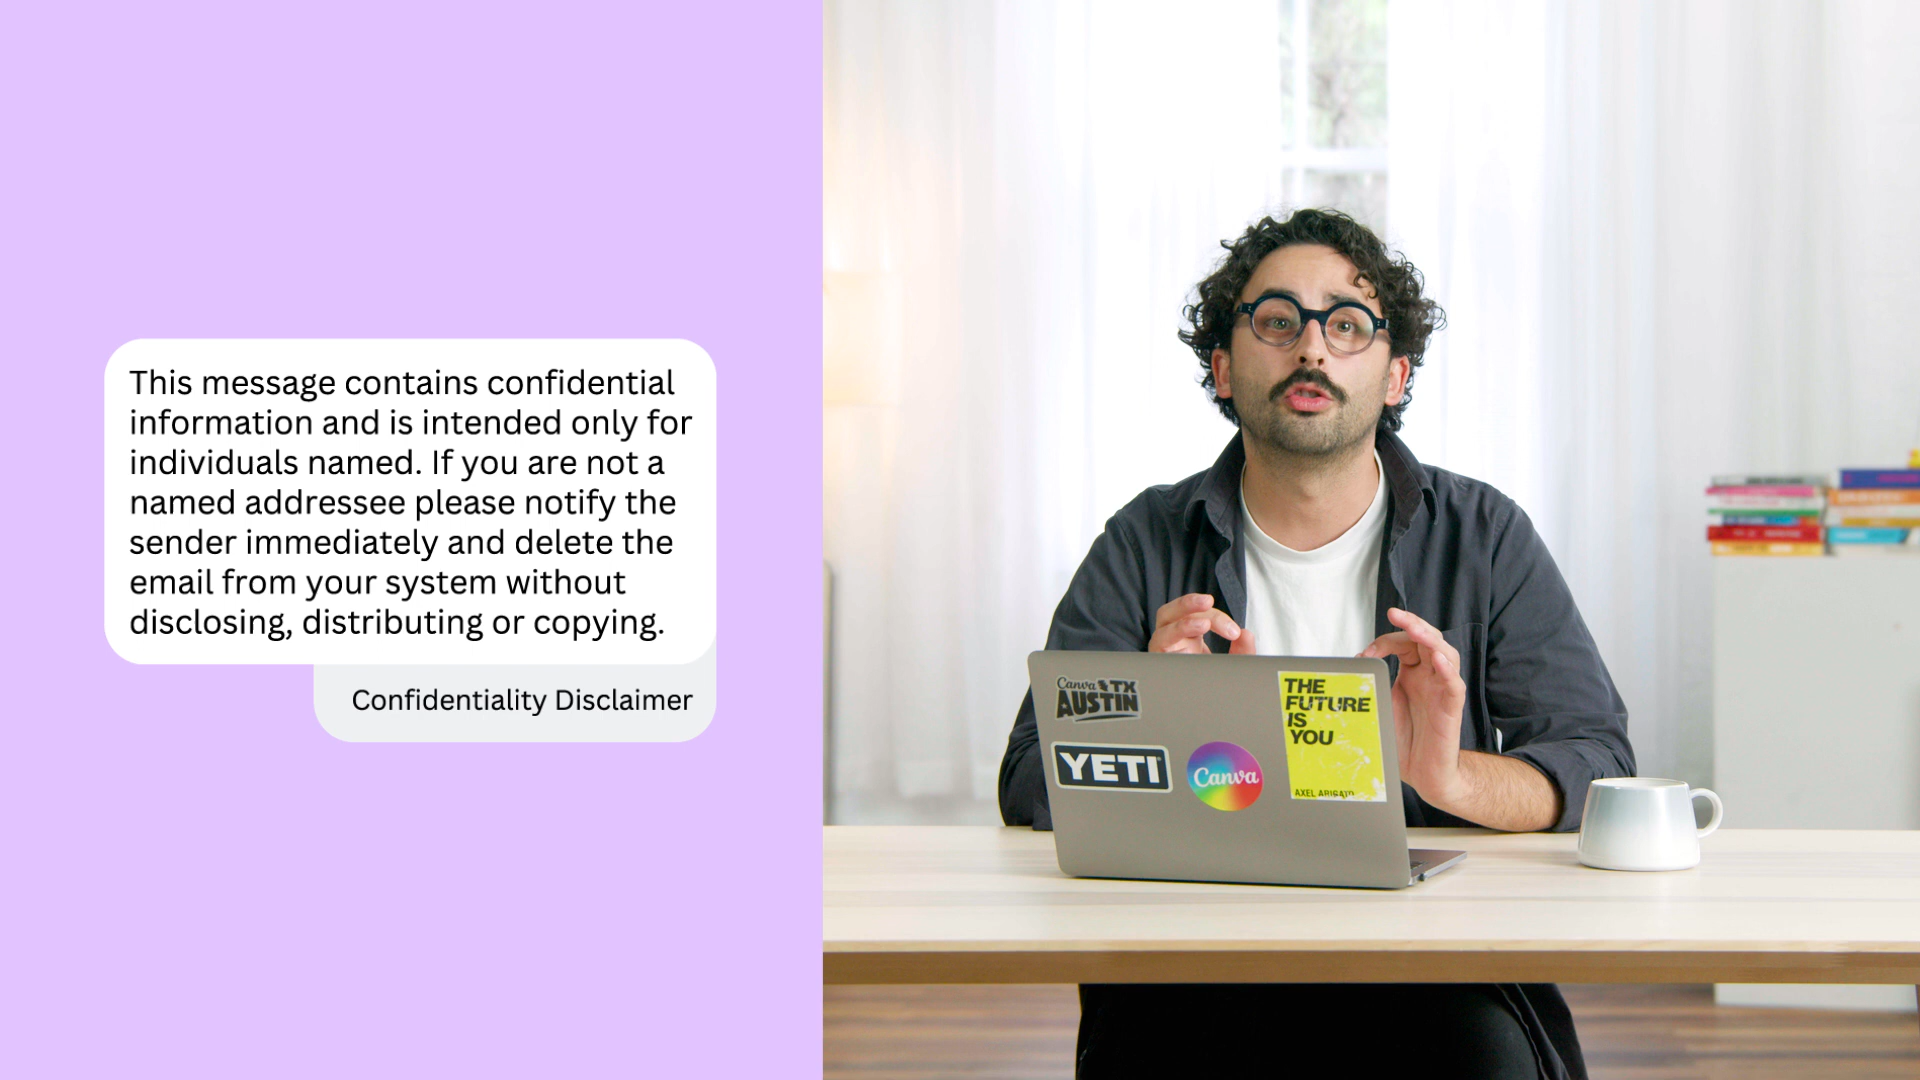 This message contains confidential
information and is intended only for
individuals named. If you are not a
named addressee please notify the
sender immediately and delete the
email from your system without
disclosing, distributing or copying.
Confidentiality Disclaimer
Canva TX
AUSTIN
YETI
Canva
THE
FUTURE
IS
YOU
AXEL ARIGATO